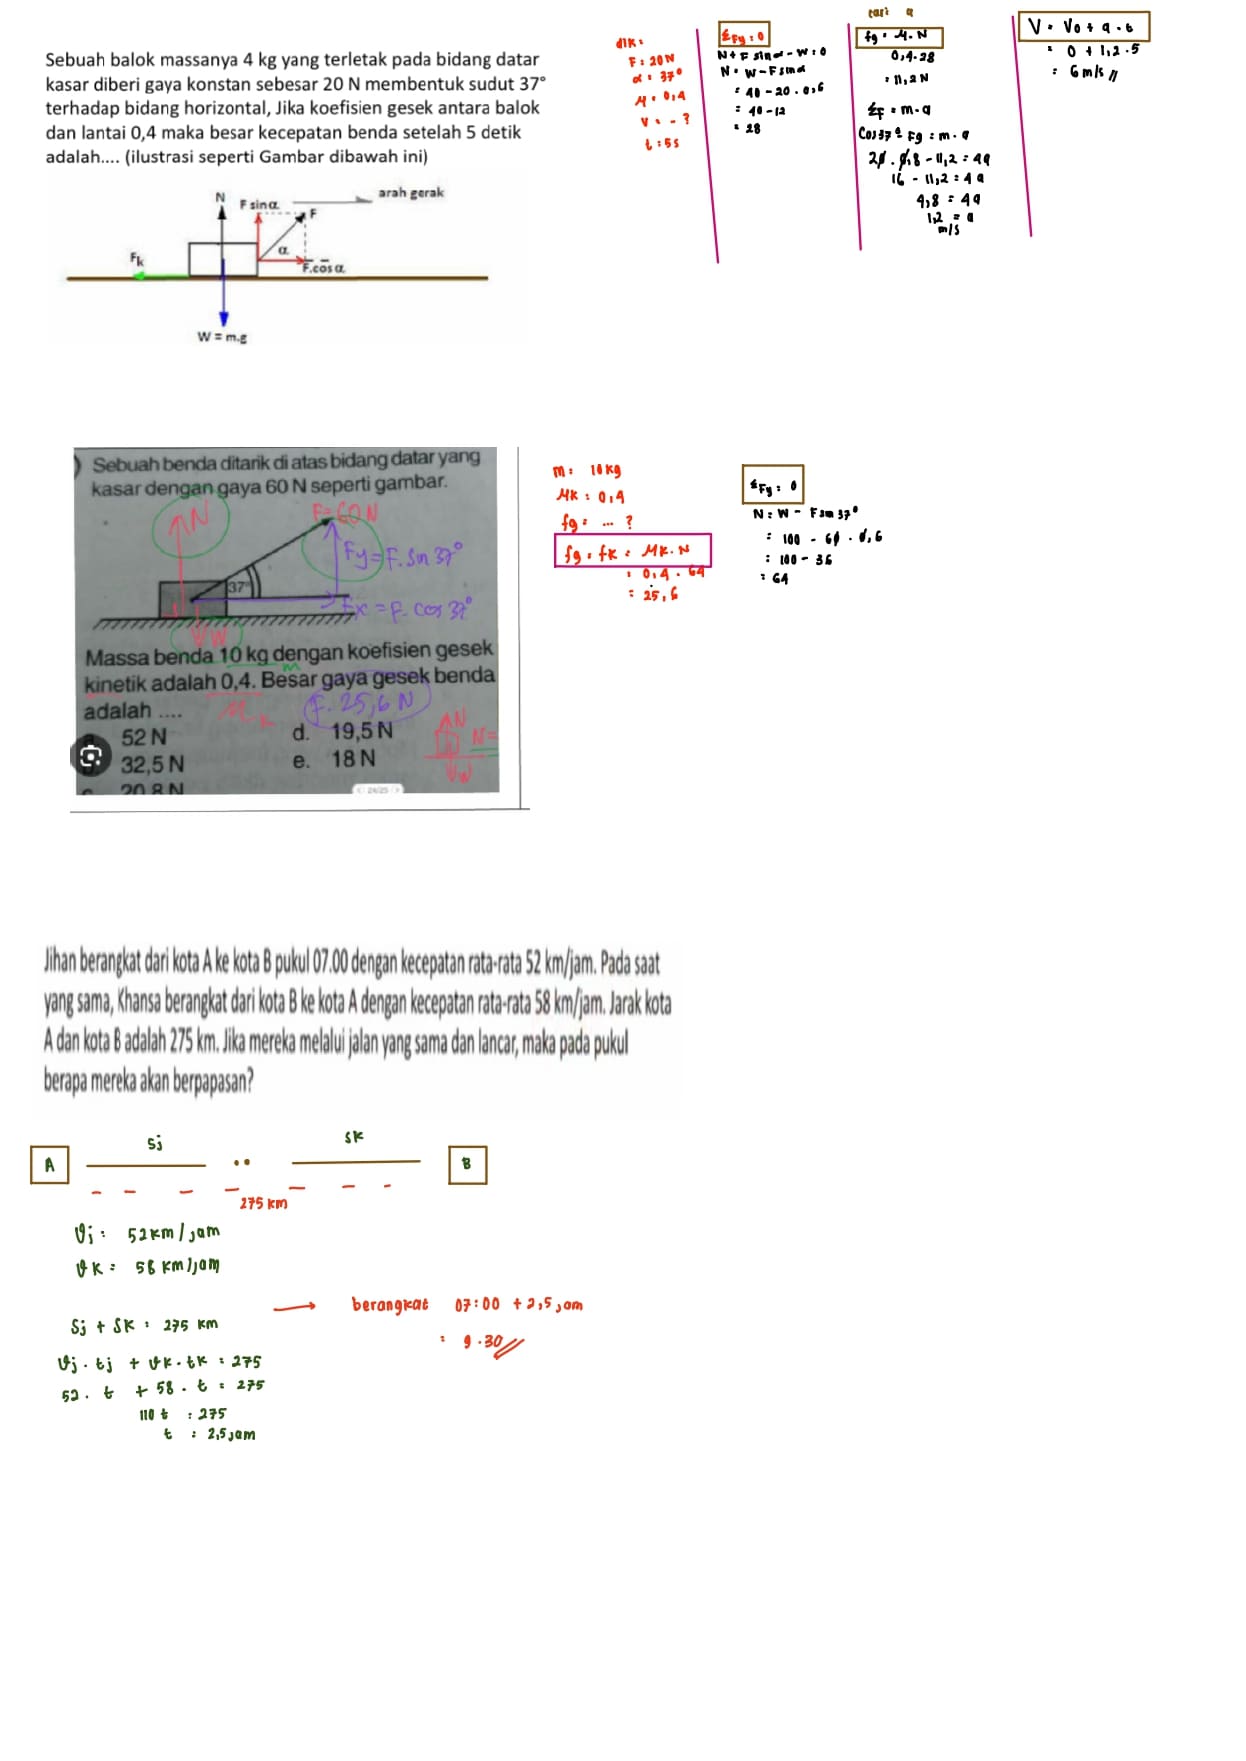 Sebuah balok massanya 4 kg yang terletak pada bidang datar
kasar diberi gaya konstan sebesar 20 N membentuk sudut 37°
terhadap bidang horizontal, Jika koefisien gesek antara balok
dan lantai 0,4 maka besar kecepatan benda setelah 5 detik
adalah.... (ilustrasi seperti Gambar dibawah ini)
N
F sinα
arah gerak
F
α
Fk
F.cosα
W = m.g
dik:
F: 20N
α: 37°
μ: 0,4
V: - ?
t: 5s
ΣFy: 0
N+F sinα - W: 0
N: W-F sinα
: 40 - 20 . 0,6
: 40 - 12
: 28
cari a
fg: μ. N
0,4.28
: 11,2 N
ΣF = m.a
Cos37° - Fg : m.a
20 . 0,8 - 11,2 = 4a
16 - 11,2 = 4a
4,8 = 4a
1,2 = a
m/s
V = Vo + a . t
: 0 + 1,2 . 5
: 6 m/s //
Sebuah benda ditarik di atas bidang datar yang
kasar dengan gaya 60 N seperti gambar.
N
F=60N
Fy=F.Sin 37°
37°
Fx = F. cos 37°
W
Massa benda 10 kg dengan koefisien gesek
m
kinetik adalah 0,4. Besar gaya gesek benda
adalah ....
μk
F. 25,6 N
52 N
d. 19,5 N
32,5 N
e. 18 N
c. 20,8 N
N
N=
W
24/25
m: 10kg
μk: 0,4
fg: ... ?
fg: fk: μk. N
: 0,4 . 64
: 25,6
ΣFy: 0
N: W - F sin 37°
: 100 - 60 . 0,6
: 100 - 36
: 64
Jihan berangkat dari kota A ke kota B pukul 07.00 dengan kecepatan rata-rata 52 km/jam. Pada saat
yang sama, Khansa berangkat dari kota B ke kota A dengan kecepatan rata-rata 58 km/jam. Jarak kota
A dan kota B adalah 275 km. Jika mereka melalui jalan yang sama dan lancar, maka pada pukul
berapa mereka akan berpapasan?
Sj
Sk
A
B
275 km
Vj: 52km/jam
Vk: 58 km/jam
Sj + Sk: 275 km
Vj. tj + Vk. tk : 275
52. t + 58. t : 275
110 t : 275
t : 2,5 jam
berangkat 07:00 + 2,5 jam
: 9.30 //